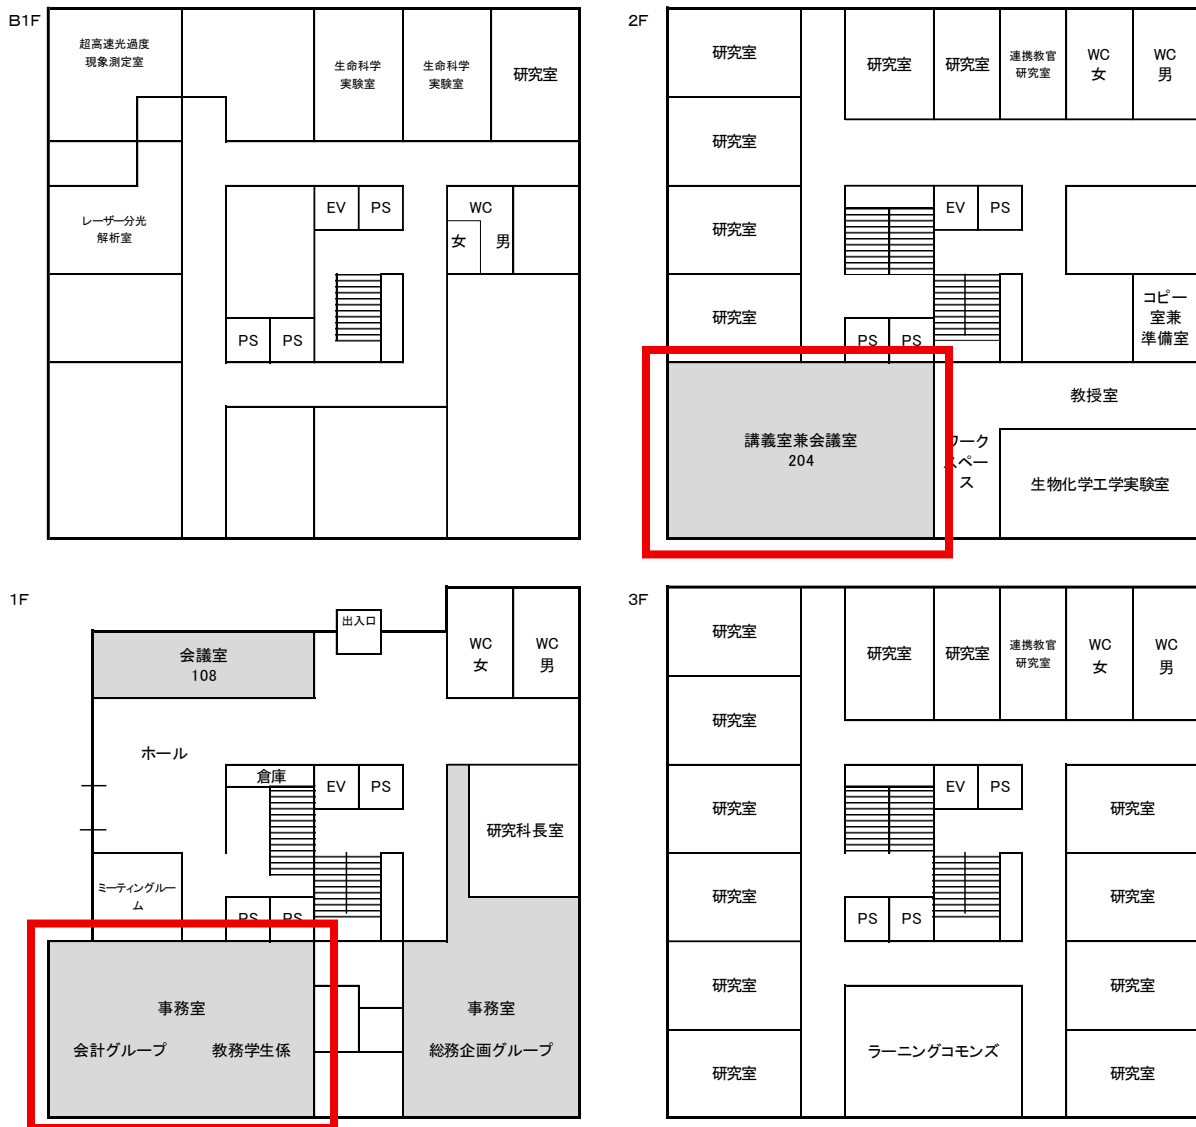 B1F
超高速光過度
現象測定室
生命科学
実験室
生命科学
実験室
研究室
レーザー分光
解析室
EV
PS
WC
女
男
PS
PS
2F
研究室
研究室
研究室
連携教官
研究室
WC
女
WC
男
研究室
研究室
EV
PS
研究室
PS
PS
コピー
室兼
準備室
講義室兼会議室
204
ワーク
スペー
ス
教授室
生物化学工学実験室
1F
出入口
会議室
108
WC
女
WC
男
ホール
倉庫
EV
PS
研究科長室
ミーティングルー
ム
PS
PS
事務室
会計グループ
教務学生係
事務室
総務企画グループ
3F
研究室
研究室
研究室
連携教官
研究室
WC
女
WC
男
研究室
研究室
EV
PS
研究室
研究室
PS
PS
研究室
研究室
研究室
研究室
ラーニングコモンズ
研究室